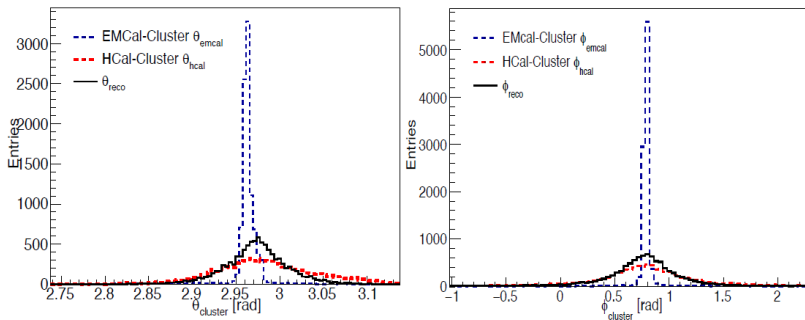 EMCal-Cluster θemcal
HCal-Cluster θhcal
θreco
Entries
3000
2500
2000
1500
1000
500
0
2.75 2.8 2.85 2.9 2.95 3 3.05 3.1
θcluster [rad]
EMcal-Cluster ϕemcal
HCal-Cluster ϕhcal
ϕreco
Entries
5000
4000
3000
2000
1000
0
-1 -0.5 0 0.5 1 1.5 2
ϕcluster [rad]